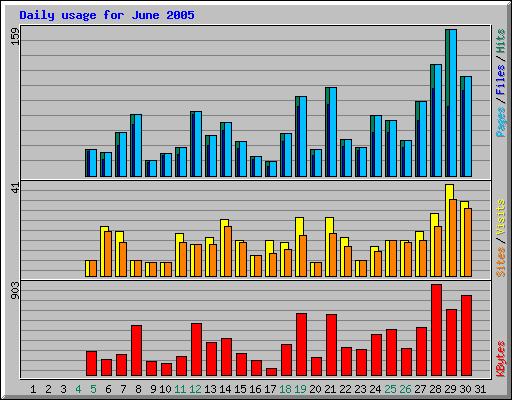 Daily usage for June 2005
159
Pages / Files / Hits
41
Sites / Visits
903
KBytes
1 2 3 4 5 6 7 8 9 10 11 12 13 14 15 16 17 18 19 20 21 22 23 24 25 26 27 28 29 30 31